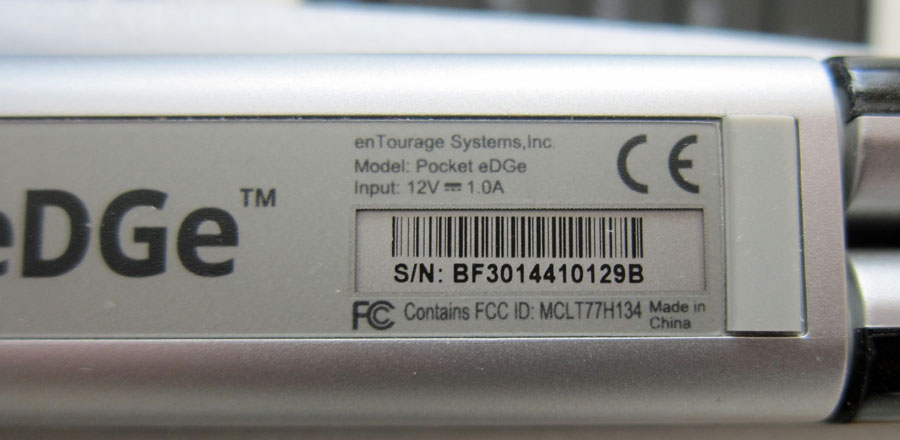 eDGe™
enTourage Systems,Inc.
Model: Pocket eDGe
Input: 12V ⎓ 1.0A
CE
S/N: BF3014410129B
FC Contains FCC ID: MCLT77H134 Made in
China